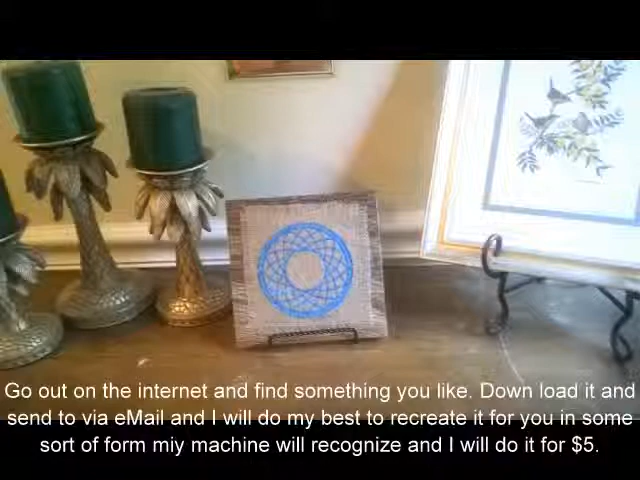 Go out on the internet and find something you like. Down load it and
send to via eMail and I will do my best to recreate it for you in some
sort of form miy machine will recognize and I will do it for $5.